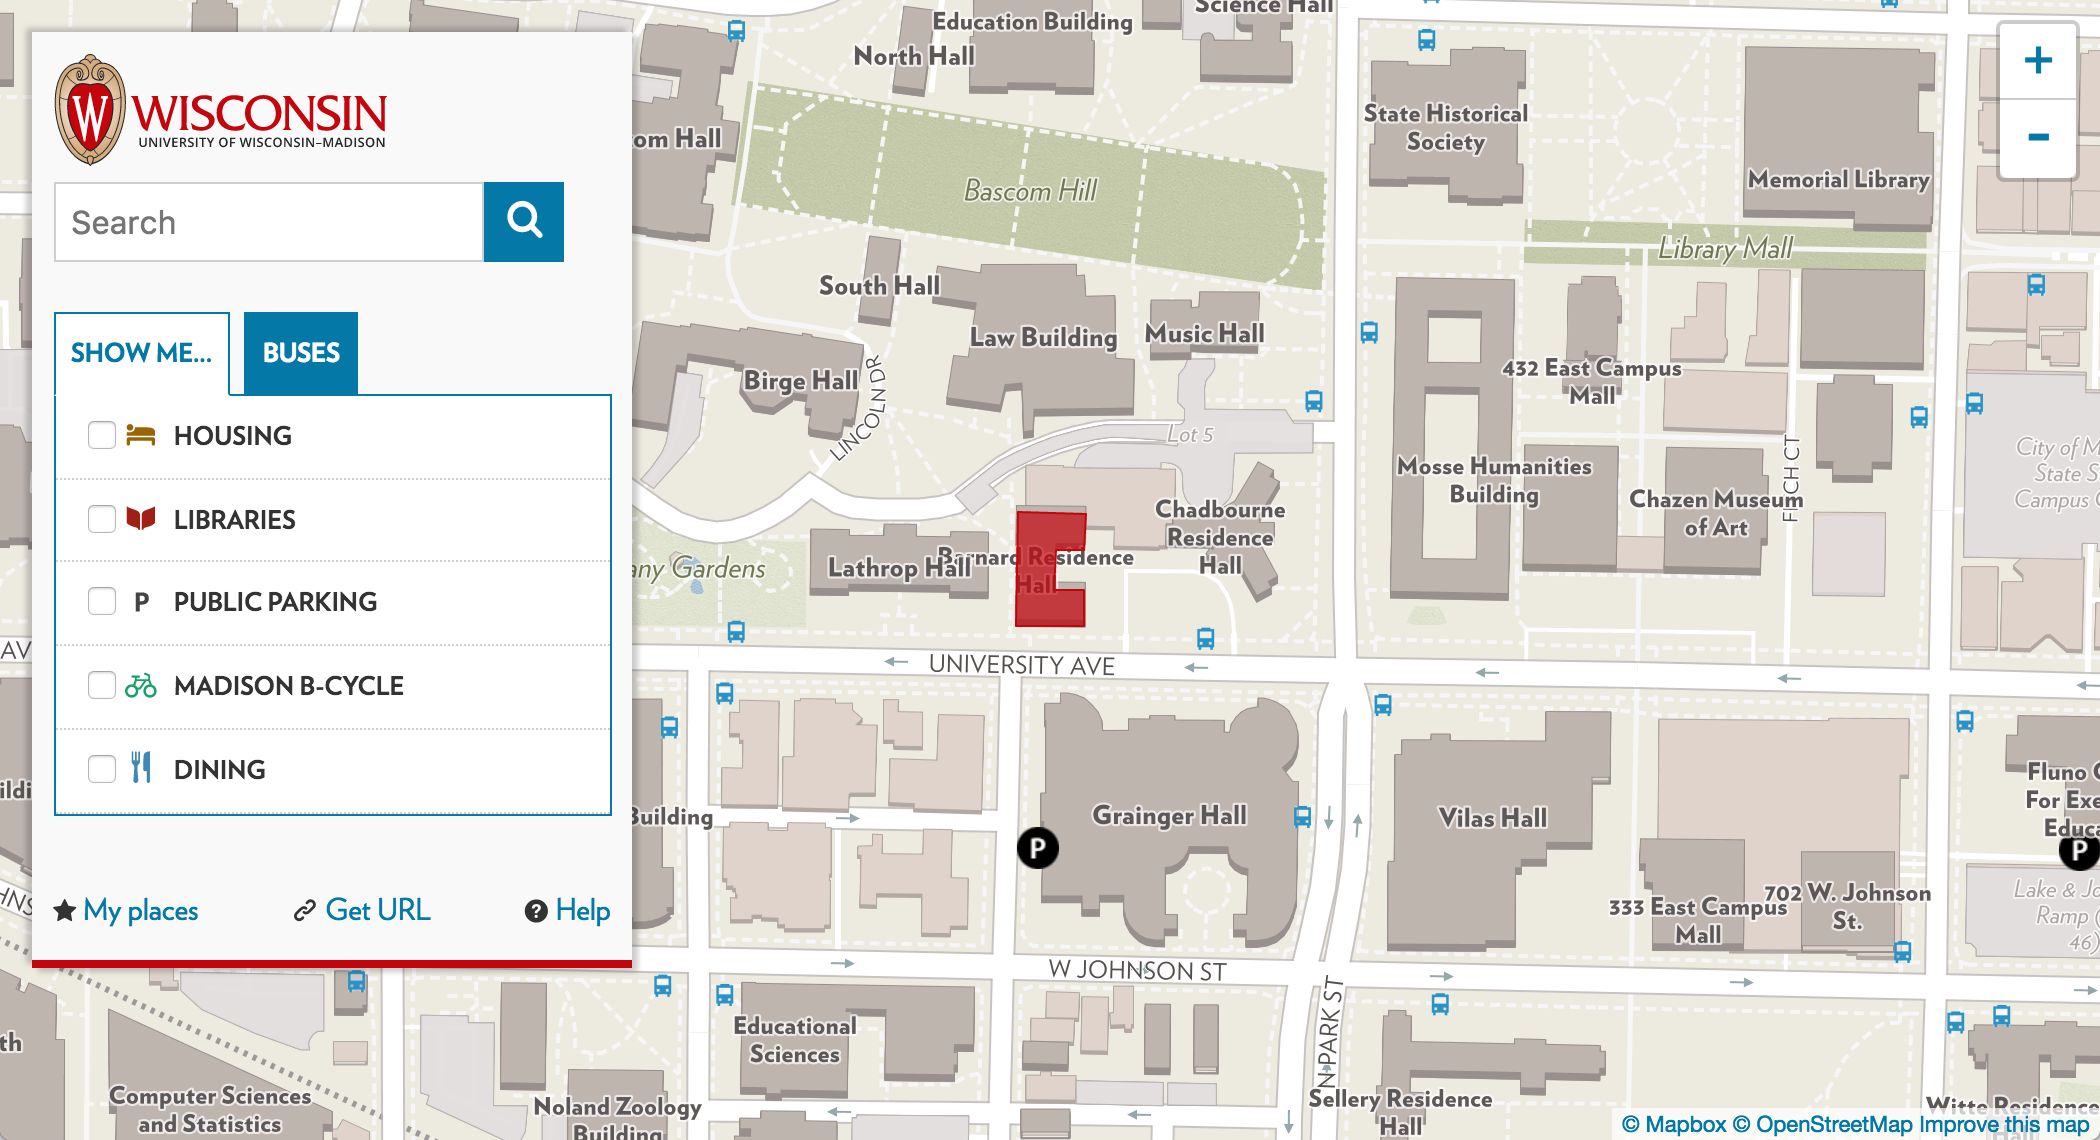 WISCONSIN
UNIVERSITY OF WISCONSIN–MADISON
Search
SHOW ME...
BUSES
HOUSING
LIBRARIES
P PUBLIC PARKING
MADISON B-CYCLE
DINING
My places
Get URL
? Help
Education Building
Science Hall
North Hall
om Hall
State Historical
Society
Memorial Library
Bascom Hill
Library Mall
South Hall
Law Building
Music Hall
Birge Hall
LINCOLN DR
432 East Campus
Mall
Lot 5
Mosse Humanities
Building
Chazen Museum
of Art
FITCH CT
City of M
State S
Campus
Chadbourne
Residence
Hall
Barnard Residence
Hall
Lathrop Hall
any Gardens
AV
UNIVERSITY AVE
Grainger Hall
Vilas Hall
Building
ildi
P
P
Fluno
For Exe
Educa
333 East Campus
Mall
702 W. Johnson
St.
Lake & Jo
Ramp (
46)
HNS
W JOHNSON ST
N PARK ST
Educational
Sciences
th
Computer Sciences
and Statistics
Noland Zoology
Building
Sellery Residence
Hall
Witte Residence
Hall
+
-
© Mapbox © OpenStreetMap Improve this map